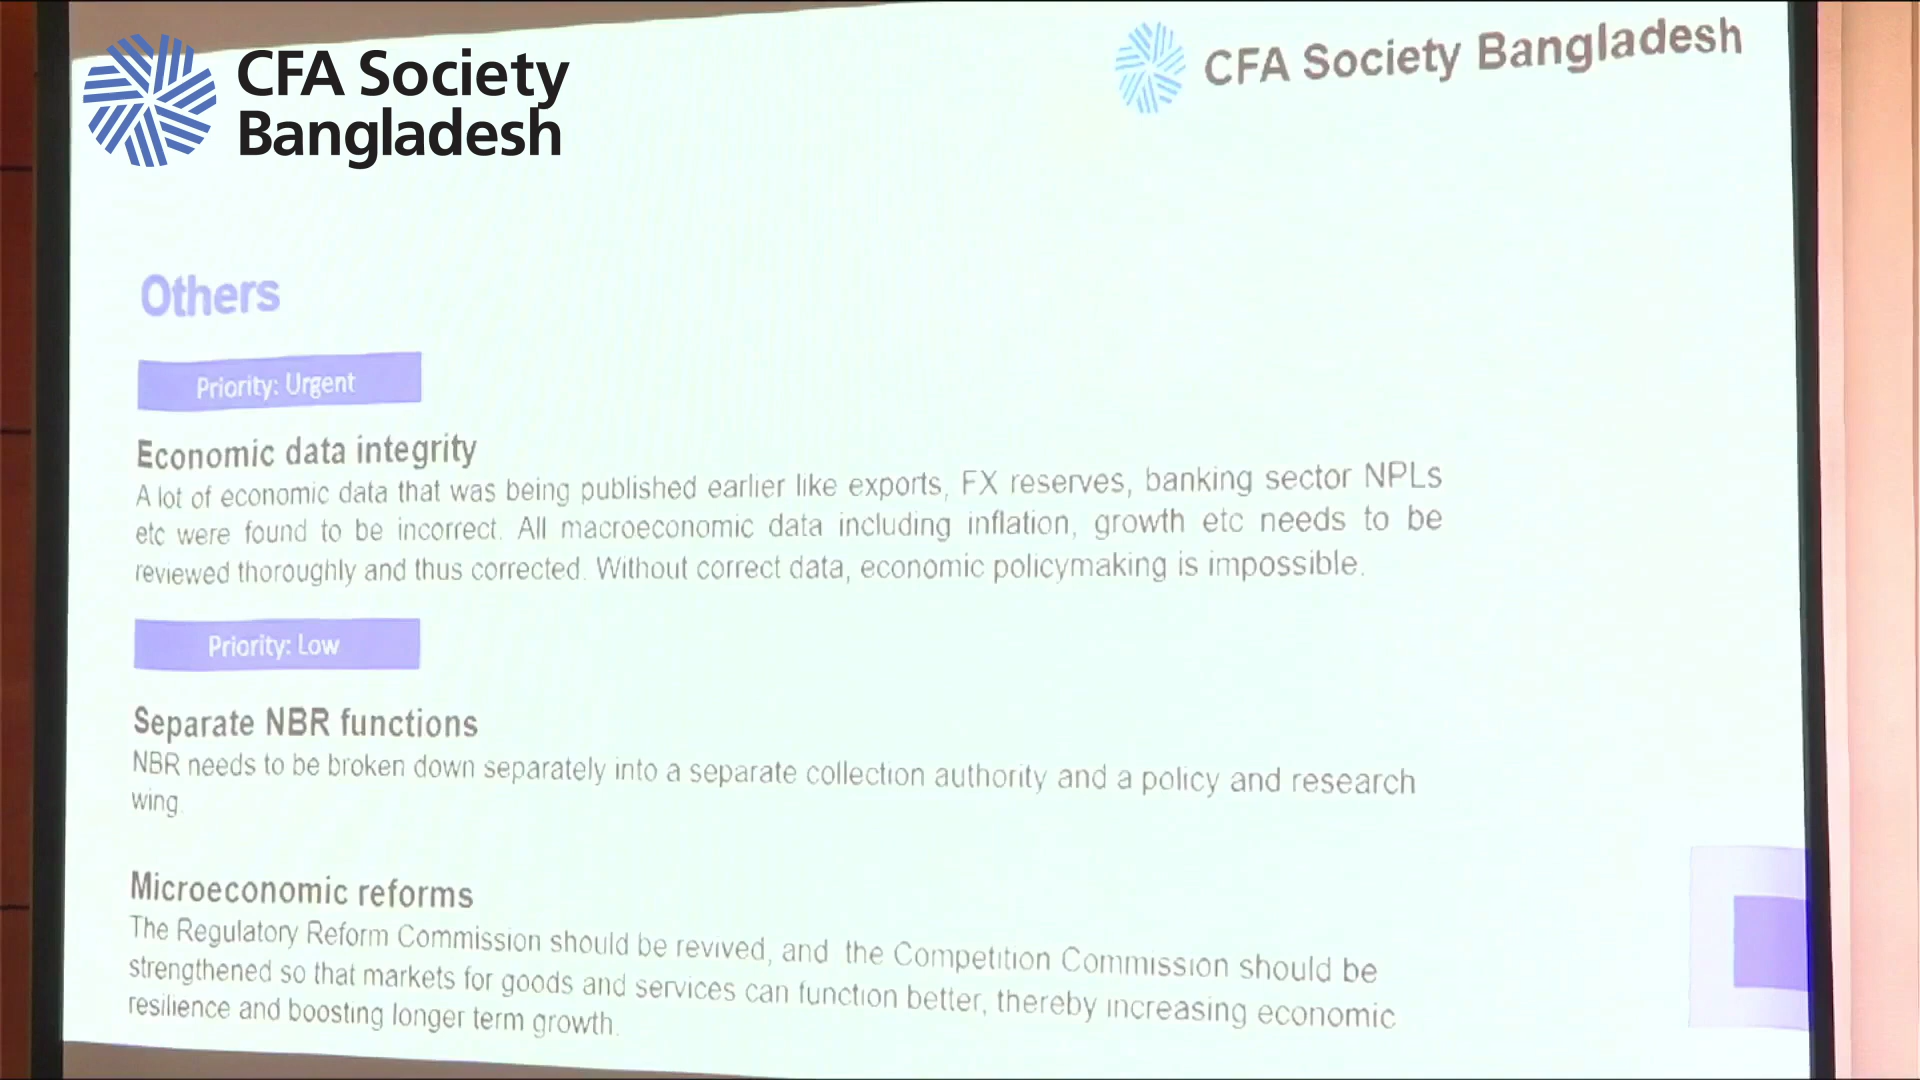 CFA Society
Bangladesh
CFA Society Bangladesh
Others
Priority: Urgent
Economic data integrity
A lot of economic data that was being published earlier like exports, FX reserves, banking sector NPLs
etc were found to be incorrect. All macroeconomic data including inflation, growth etc needs to be
reviewed thoroughly and thus corrected. Without correct data, economic policymaking is impossible.
Priority: Low
Separate NBR functions
NBR needs to be broken down separately into a separate collection authority and a policy and research
wing.
Microeconomic reforms
The Regulatory Reform Commission should be revived, and the Competition Commission should be
strengthened so that markets for goods and services can function better, thereby increasing economic
resilience and boosting longer term growth.